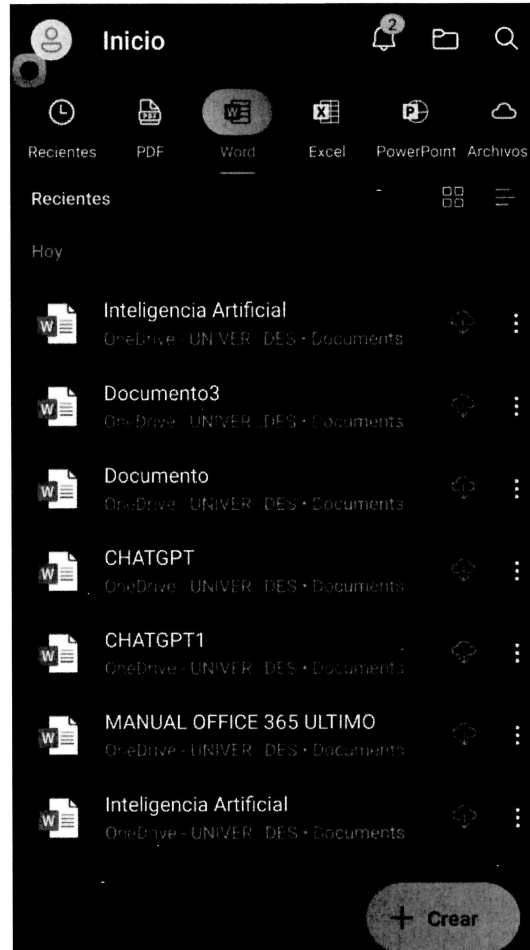 2
Inicio
Recientes PDF Word Excel PowerPoint Archivos
Recientes
Hoy
Inteligencia Artificial
OneDrive - UNIVER...DES • Documents
Documento3
OneDrive - UNIVER...DES • Documents
Documento
OneDrive - UNIVER...DES • Documents
CHATGPT
OneDrive - UNIVER...DES • Documents
CHATGPT1
OneDrive - UNIVER...DES • Documents
MANUAL OFFICE 365 ULTIMO
OneDrive - UNIVER...DES • Documents
Inteligencia Artificial
OneDrive - UNIVER...DES • Documents
+ Crear